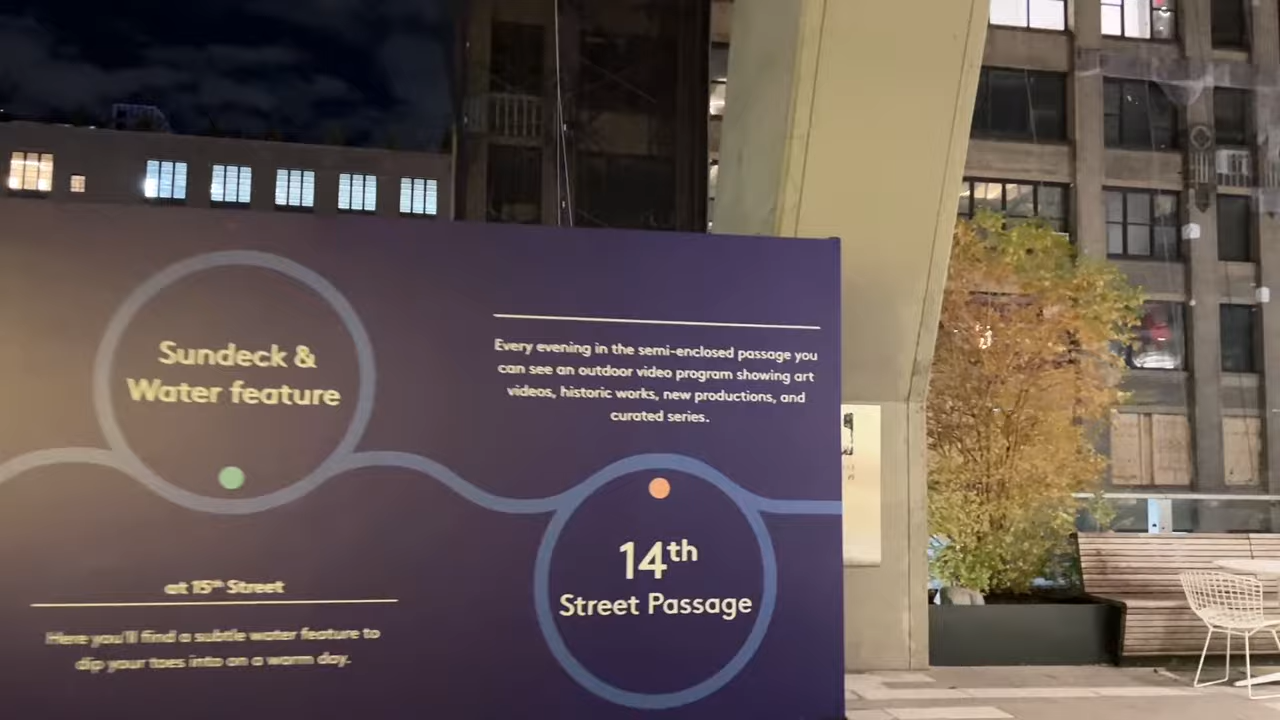 Sundeck &
Water feature
at 15th Street
Here you'll find a subtle water feature to
dip your toes into on a warm day.
Every evening in the semi-enclosed passage you
can see an outdoor video program showing art
videos, historic works, new productions, and
curated series.
14th
Street Passage